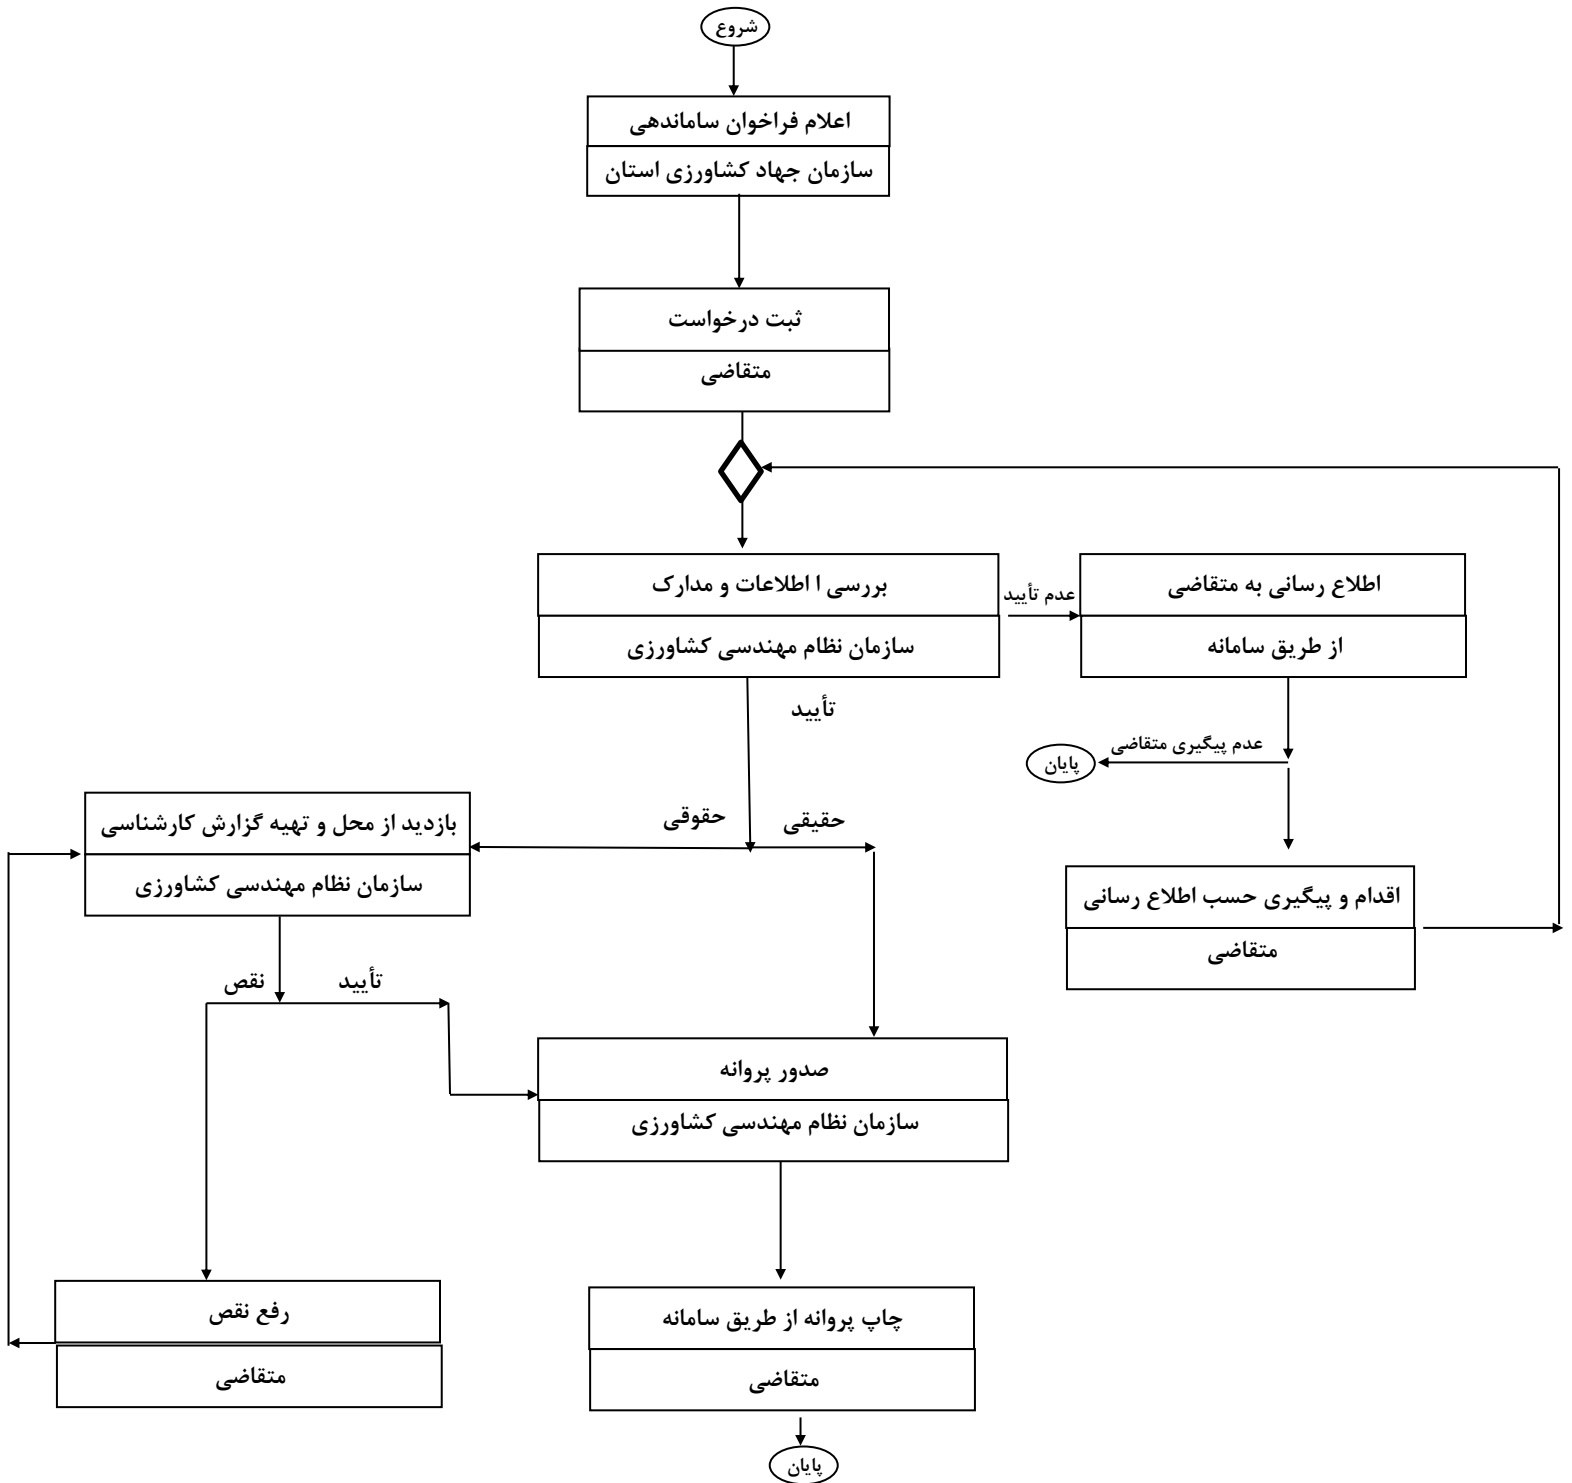 شروع
اعلام فراخوان ساماندهی
سازمان جهاد کشاورزی استان
ثبت درخواست
متقاضی
بررسی ا اطلاعات و مدارک
سازمان نظام مهندسی کشاورزی
عدم تأیید
اطلاع رسانی به متقاضی
از طریق سامانه
تأیید
عدم پیگیری متقاضی
پایان
حقیقی
حقوقی
بازدید از محل و تهیه گزارش کارشناسی
سازمان نظام مهندسی کشاورزی
اقدام و پیگیری حسب اطلاع رسانی
متقاضی
تأیید
نقص
صدور پروانه
سازمان نظام مهندسی کشاورزی
رفع نقص
متقاضی
چاپ پروانه از طریق سامانه
متقاضی
پایان